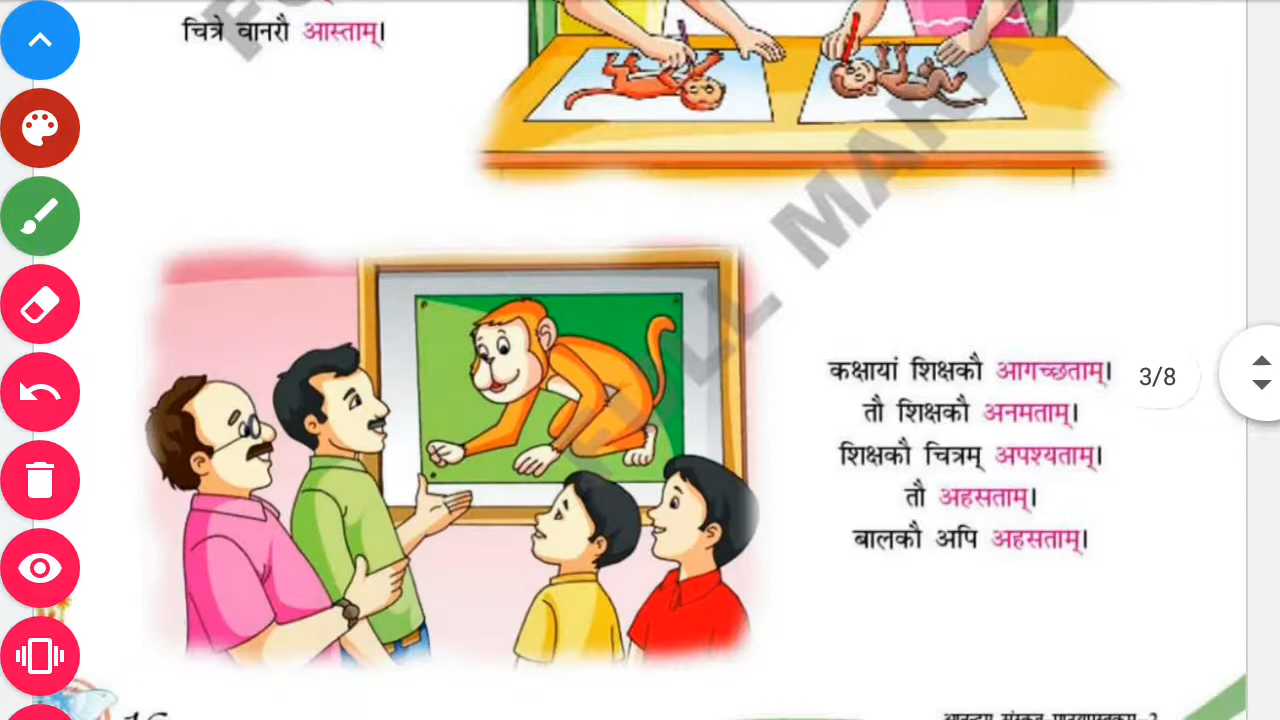 चित्रे वानरौ आस्ताम्।
कक्षायां शिक्षकौ आगच्छताम्।
3/8
तौ शिक्षकौ अनमताम्।
शिक्षकौ चित्रम् अपश्यताम्।
तौ अहसताम्।
बालकौ अपि अहसताम्।